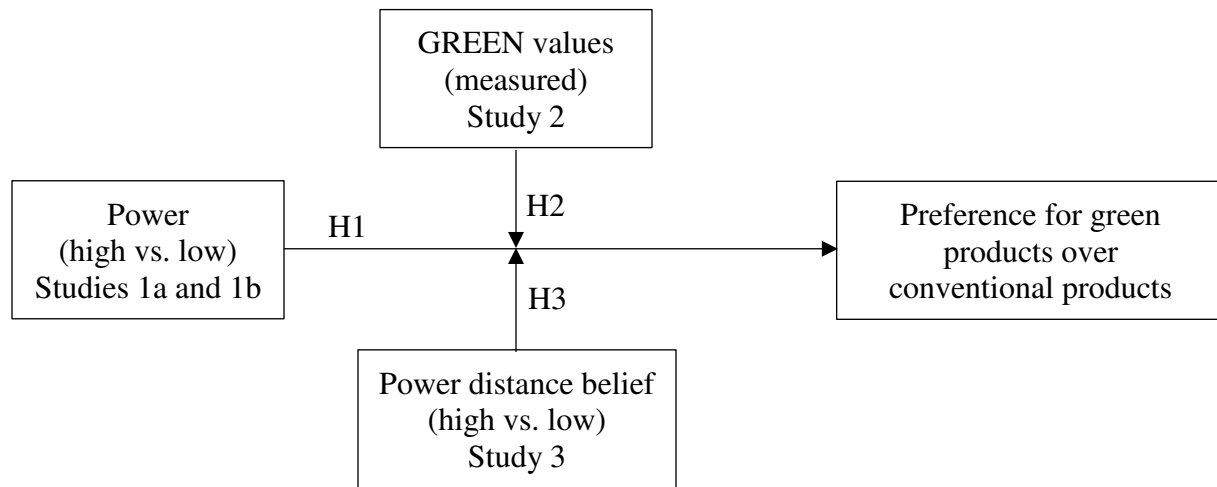 GREEN values
(measured)
Study 2
Power
(high vs. low)
Studies 1a and 1b
H1
H2
Preference for green
products over
conventional products
H3
Power distance belief
(high vs. low)
Study 3